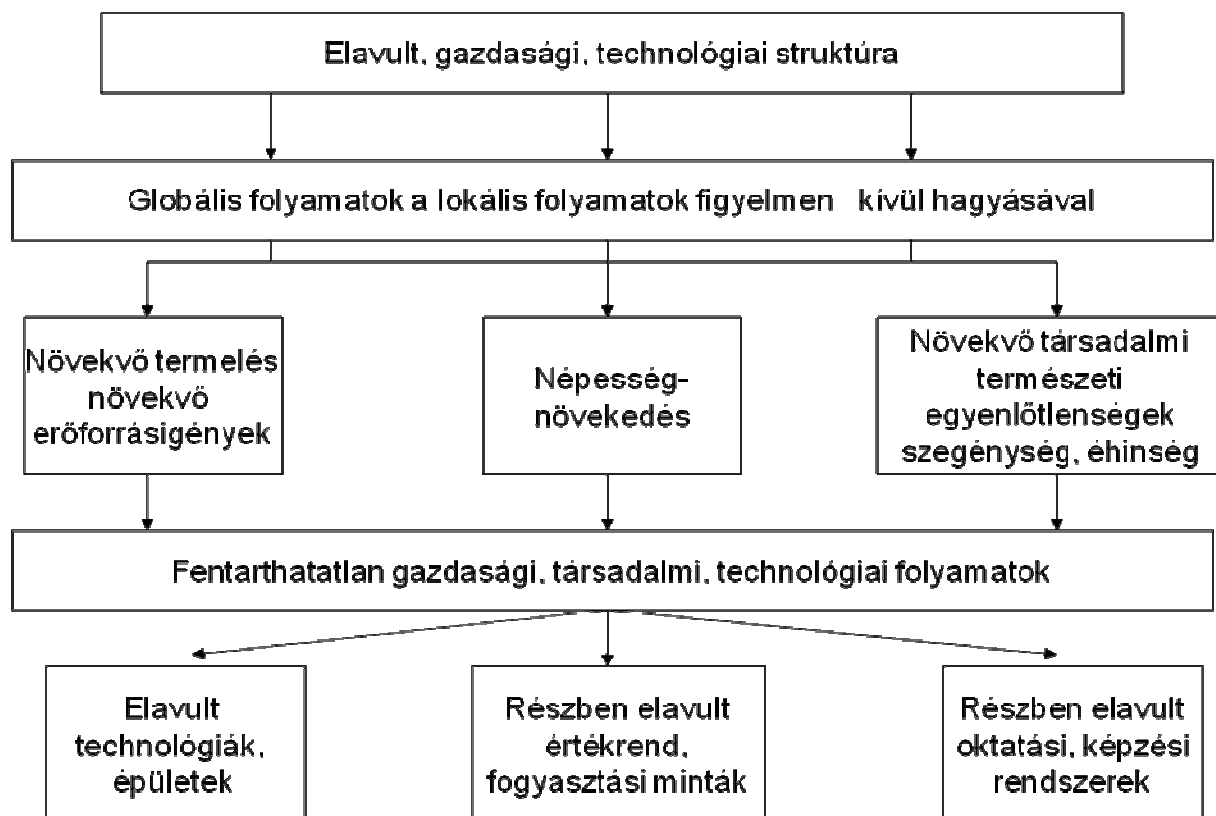 Elavult, gazdasági, technológiai struktúra
Globális folyamatok a lokális folyamatok figyelmen kívül hagyásával
Növekvő termelés
növekvő
erőforrásigények
Népesség-
növekedés
Növekvő társadalmi
természeti
egyenlőtlenségek
szegénység, éhinség
Fentarthatatlan gazdasági, társadalmi, technológiai folyamatok
Elavult
technológiák,
épületek
Részben elavult
értékrend,
fogyasztási minták
Részben elavult
oktatási, képzési
rendszerek